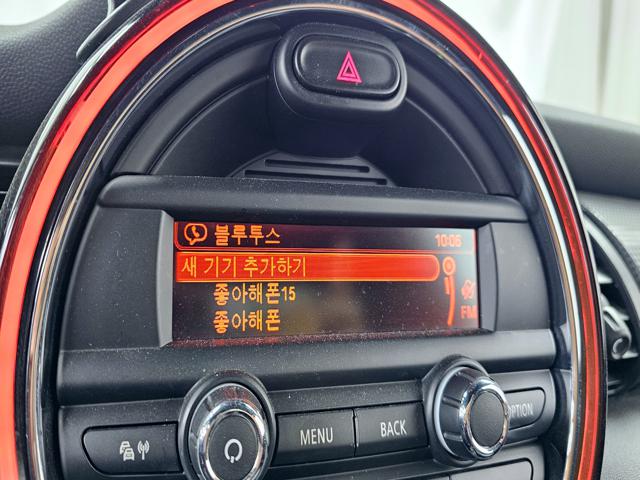 블루투스
10:06
새 기기 추가하기
좋아해폰15
좋아해폰
FM
MENU
BACK
OPTION